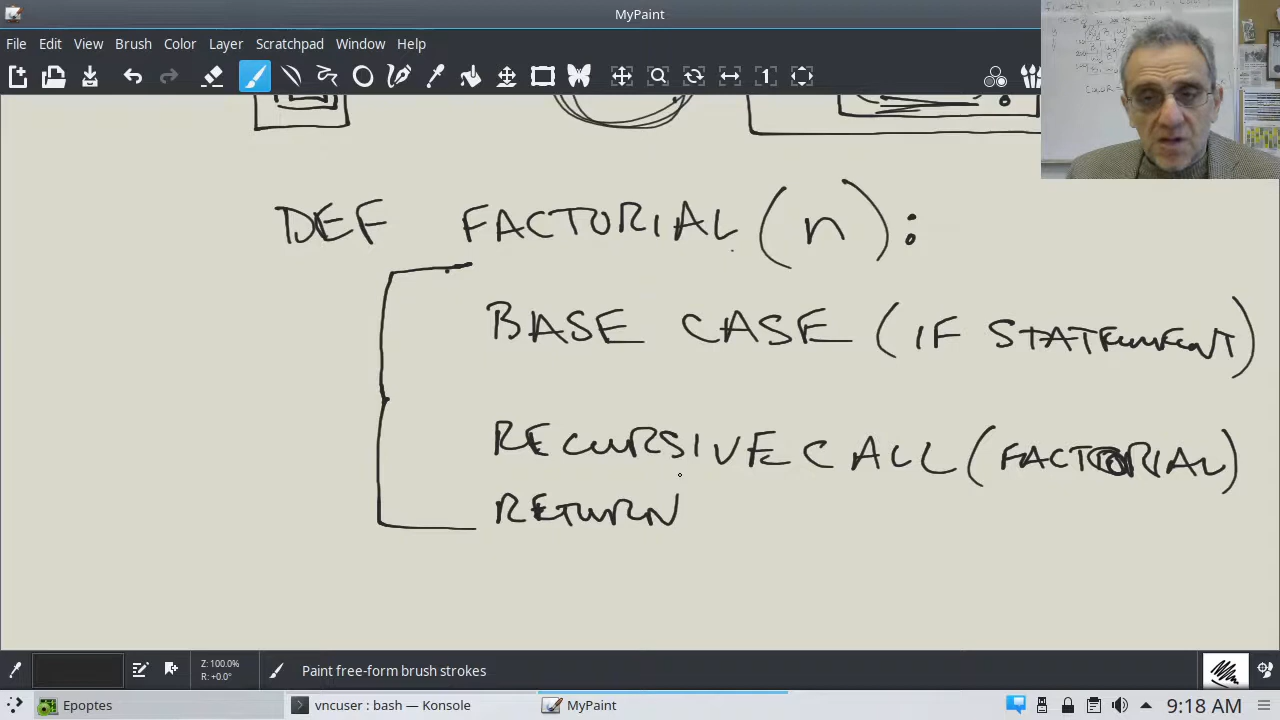 MyPaint
File Edit View Brush Color Layer Scratchpad Window Help
DEF FACTORIAL (n):
BASE CASE (IF STATEMENT)
RECURSIVE CALL (FACTORIAL)
RETURN
Z: 100.0%
R: +0.0°
Paint free-form brush strokes
Epoptes
vncuser : bash — Konsole
MyPaint
9:18 AM